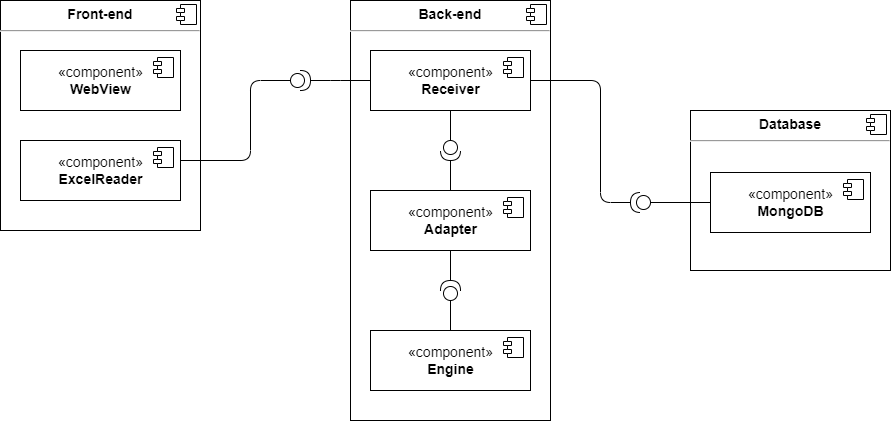 Front-end
«component»
WebView
«component»
ExcelReader
Back-end
«component»
Receiver
«component»
Adapter
«component»
Engine
Database
«component»
MongoDB